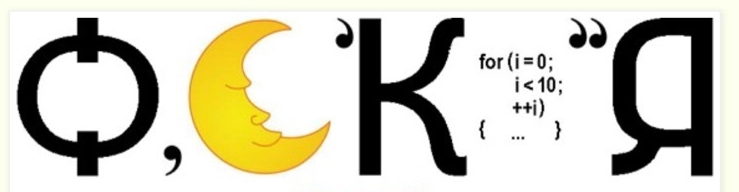 Ф, ‘К for (i = 0; ‘‘Я
i < 10;
++i)
{ ... }